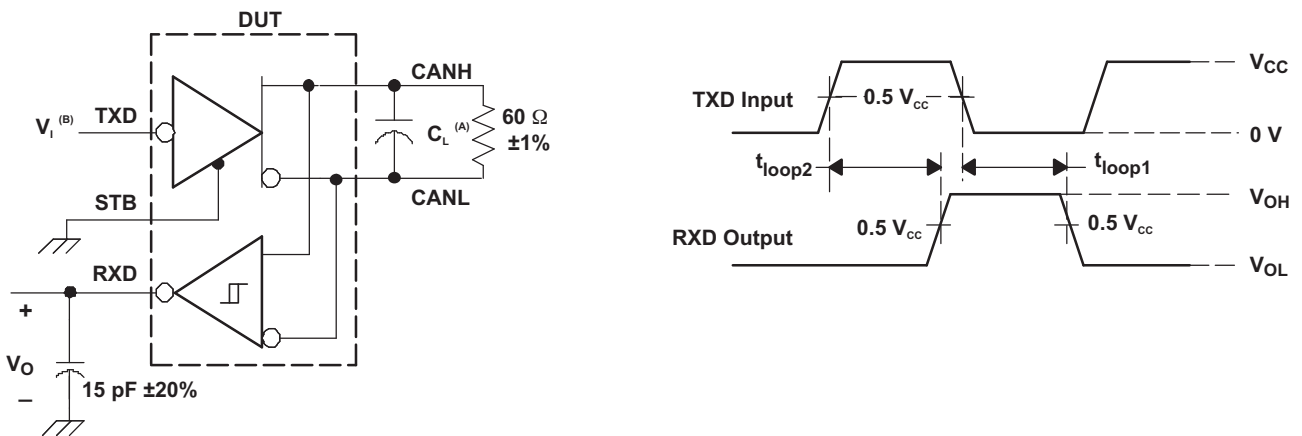 DUT
CANH
TXD
V_I (B)
C_L (A)
60 Ω
±1%
STB
CANL
RXD
+
V_O
–
15 pF ±20%
V_CC
TXD Input
0.5 V_CC
0 V
t_loop2
t_loop1
V_OH
RXD Output
0.5 V_CC
0.5 V_CC
V_OL